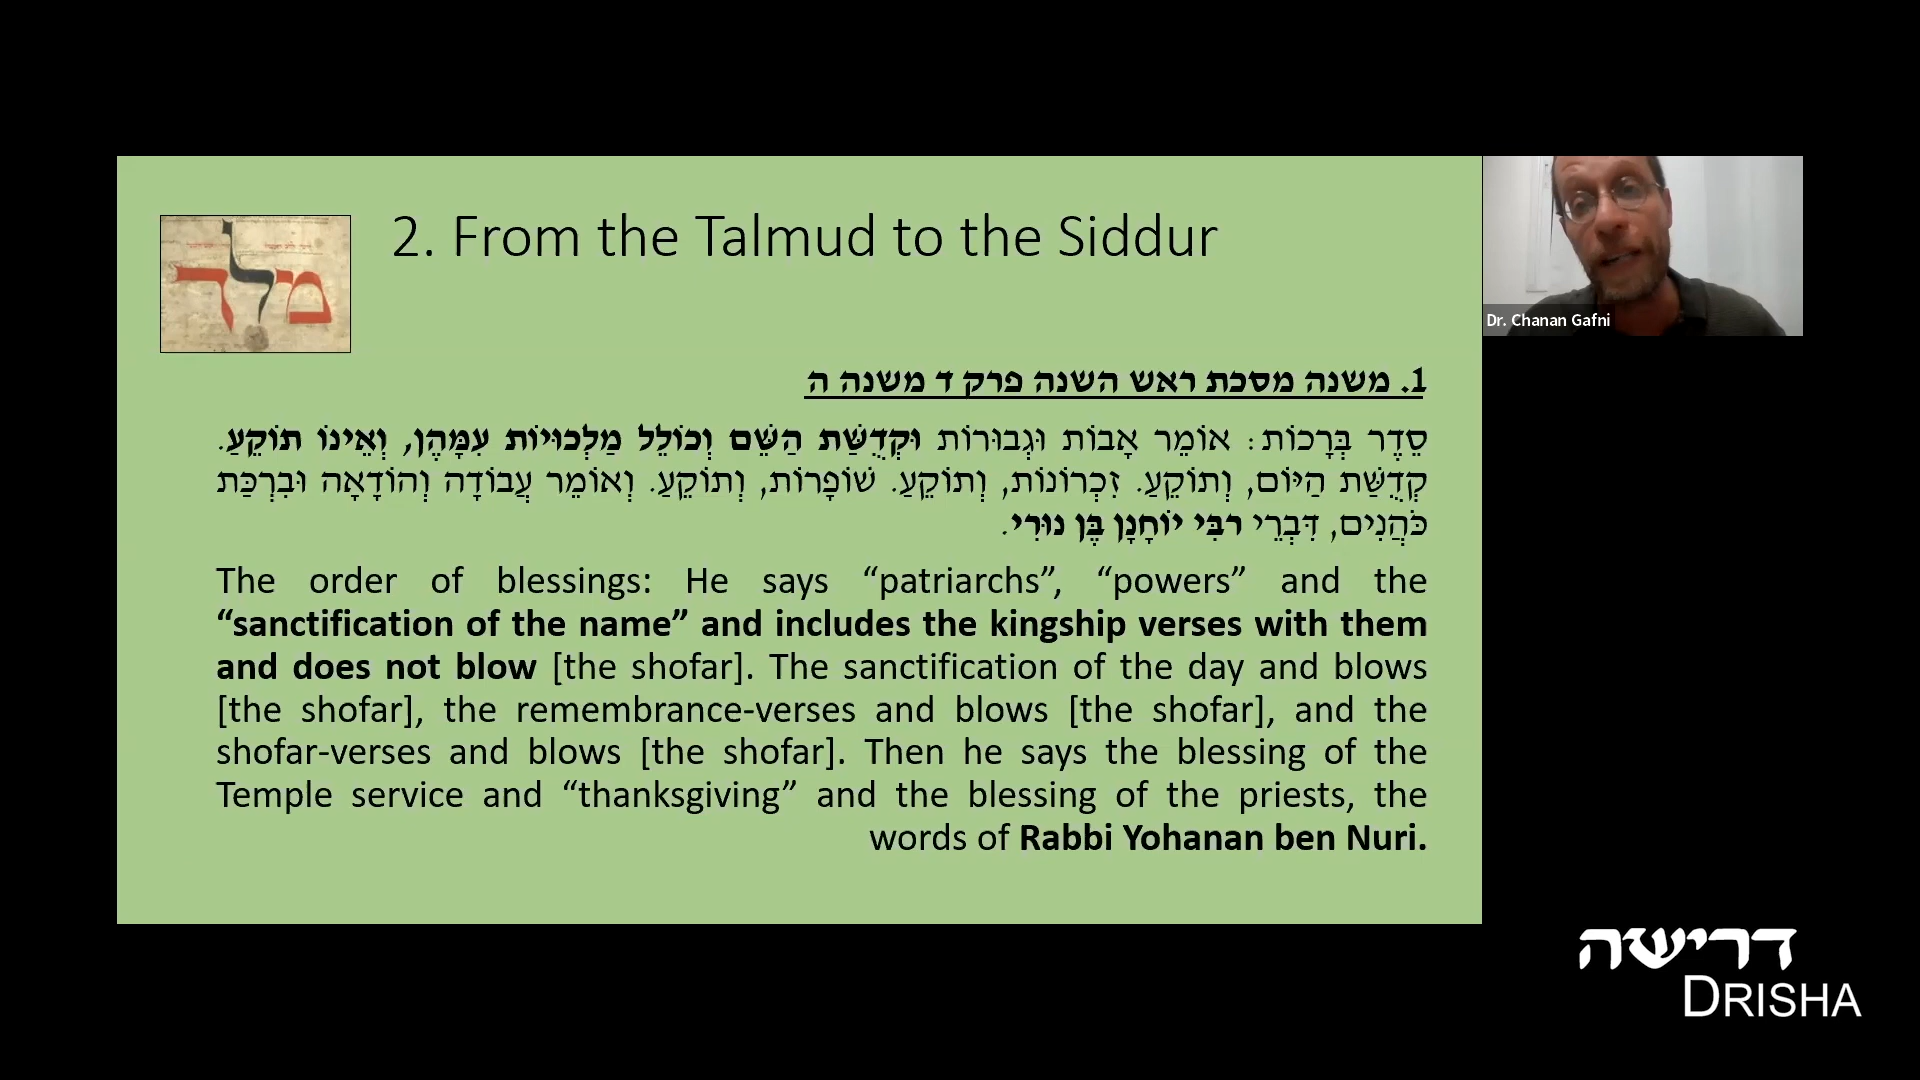 2. From the Talmud to the Siddur
מלך
1. משנה מסכת ראש השנה פרק ד משנה ה
סֵדֶר בְּרָכוֹת: אוֹמֵר אָבוֹת וּגְבוּרוֹת וּקְדֻשַּׁת הַשֵּׁם וְכוֹלֵל מַלְכוּיוֹת עִמָּהֶן, וְאֵינוֹ תוֹקֵעַ.
קְדֻשַּׁת הַיּוֹם, וְתוֹקֵעַ. זִכְרוֹנוֹת, וְתוֹקֵעַ. שׁוֹפָרוֹת, וְתוֹקֵעַ. וְאוֹמֵר עֲבוֹדָה וְהוֹדָאָה וּבִרְכַּת
כֹּהֲנִים, דִּבְרֵי רַבִּי יוֹחָנָן בֶּן נוּרִי.
The order of blessings: He says “patriarchs”, “powers” and the
“sanctification of the name” and includes the kingship verses with them
and does not blow [the shofar]. The sanctification of the day and blows
[the shofar], the remembrance-verses and blows [the shofar], and the
shofar-verses and blows [the shofar]. Then he says the blessing of the
Temple service and “thanksgiving” and the blessing of the priests, the
words of Rabbi Yohanan ben Nuri.
Dr. Chanan Gafni
דרישה
DRISHA